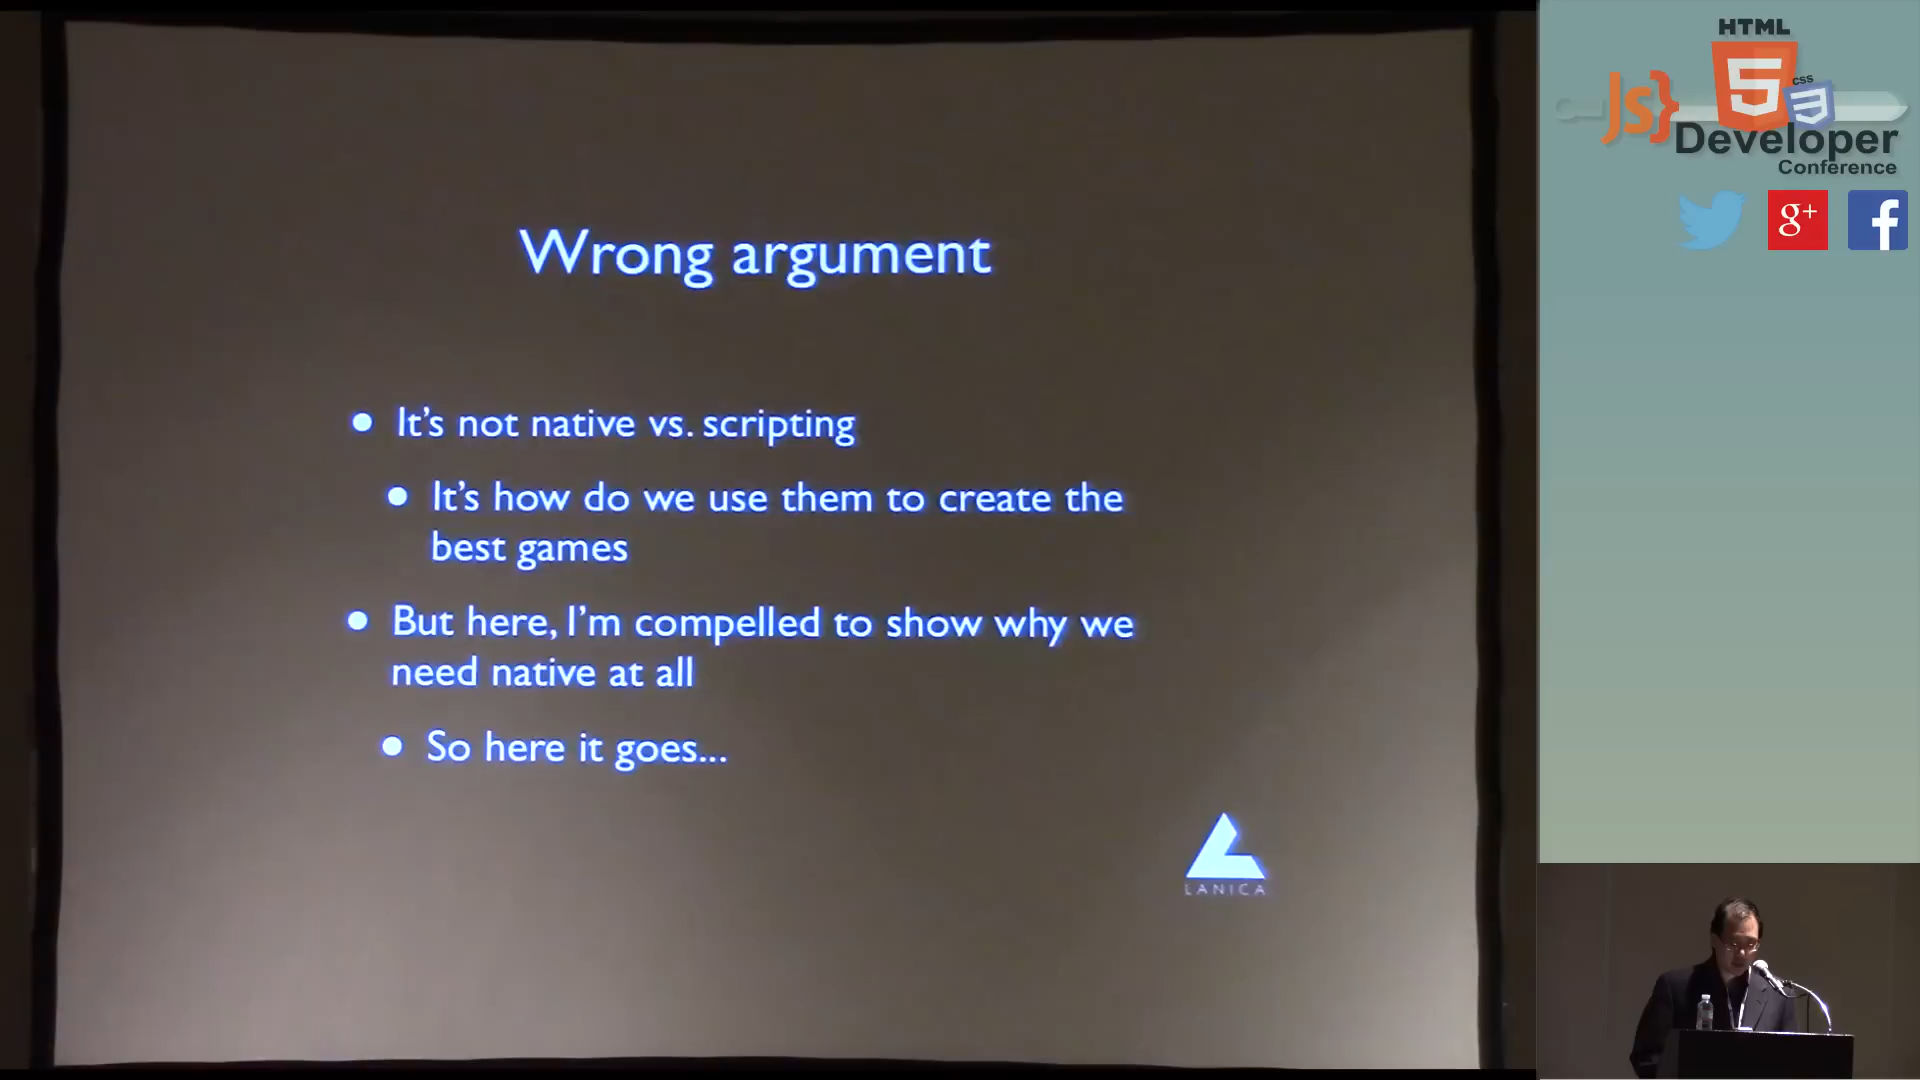 Wrong argument
It's not native vs. scripting
It's how do we use them to create the
best games
But here, I'm compelled to show why we
need native at all
So here it goes...
LANICA
HTML
5
CSS
3
Js}
Developer
Conference
g+
f